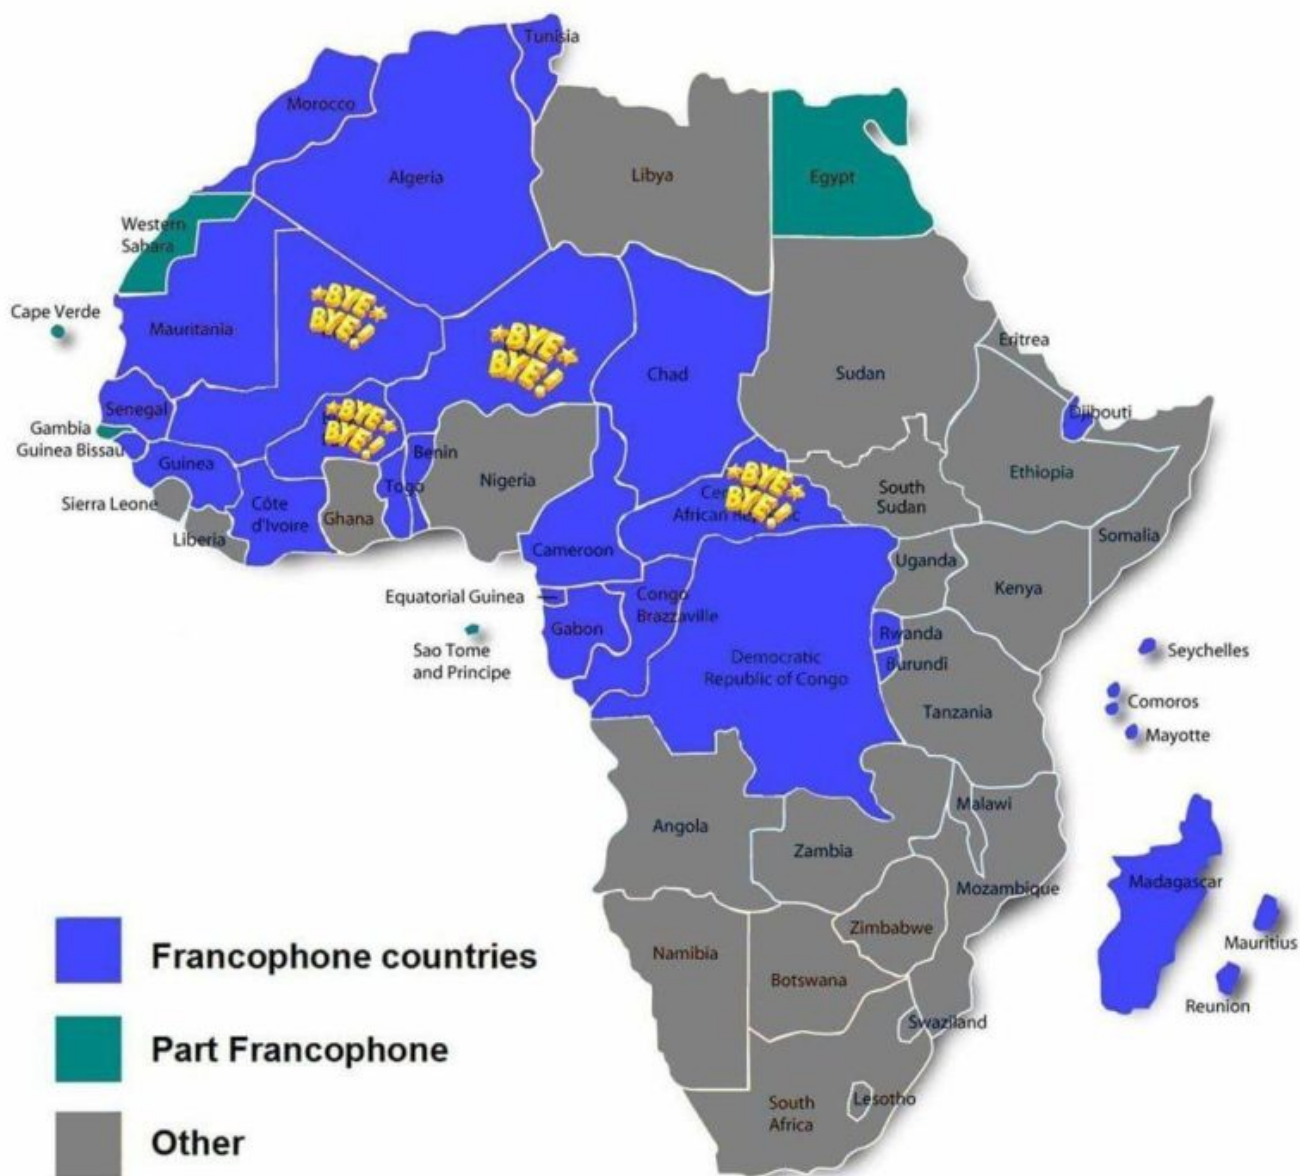 Tunisia
Morocco
Algeria
Libya
Egypt
Western
Sahara
Cape Verde
Mauritania
BYE
BYE!
BYE
BYE!
Chad
Sudan
Eritrea
Senegal
Gambia
Guinea Bissau
BYE
BYE!
Djibouti
Guinea
Benin
Nigeria
Ethiopia
Sierra Leone
Côte
d'Ivoire
Ghana
Togo
BYE
BYE!
African
South
Sudan
Liberia
Somalia
Cameroon
Uganda
Kenya
Equatorial Guinea
Congo
Brazzaville
Gabon
Sao Tome
and Principe
Rwanda
Burundi
Democratic
Republic of Congo
Seychelles
Comoros
Mayotte
Tanzania
Angola
Zambia
Malawi
Mozambique
Madagascar
Zimbabwe
Mauritius
Namibia
Botswana
Reunion
Swaziland
South
Africa
Lesotho
Francophone countries
Part Francophone
Other